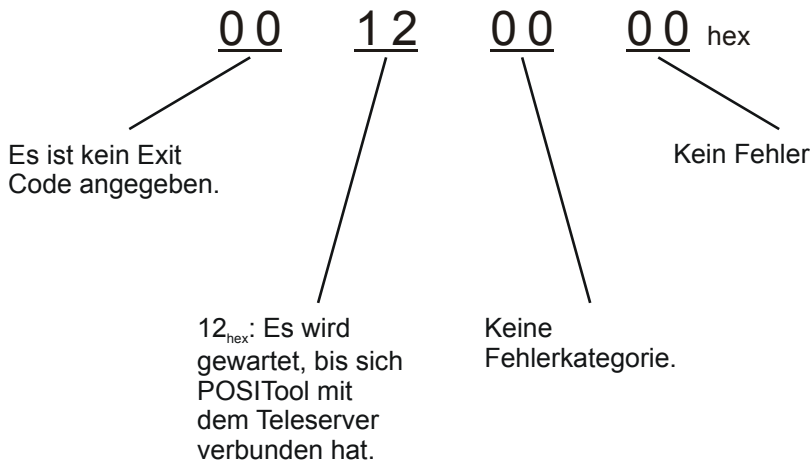 00 12 00 00 hex
Es ist kein Exit
Code angegeben.
Kein Fehler
12hex: Es wird
gewartet, bis sich
POSITool mit
dem Teleserver
verbunden hat.
Keine
Fehlerkategorie.